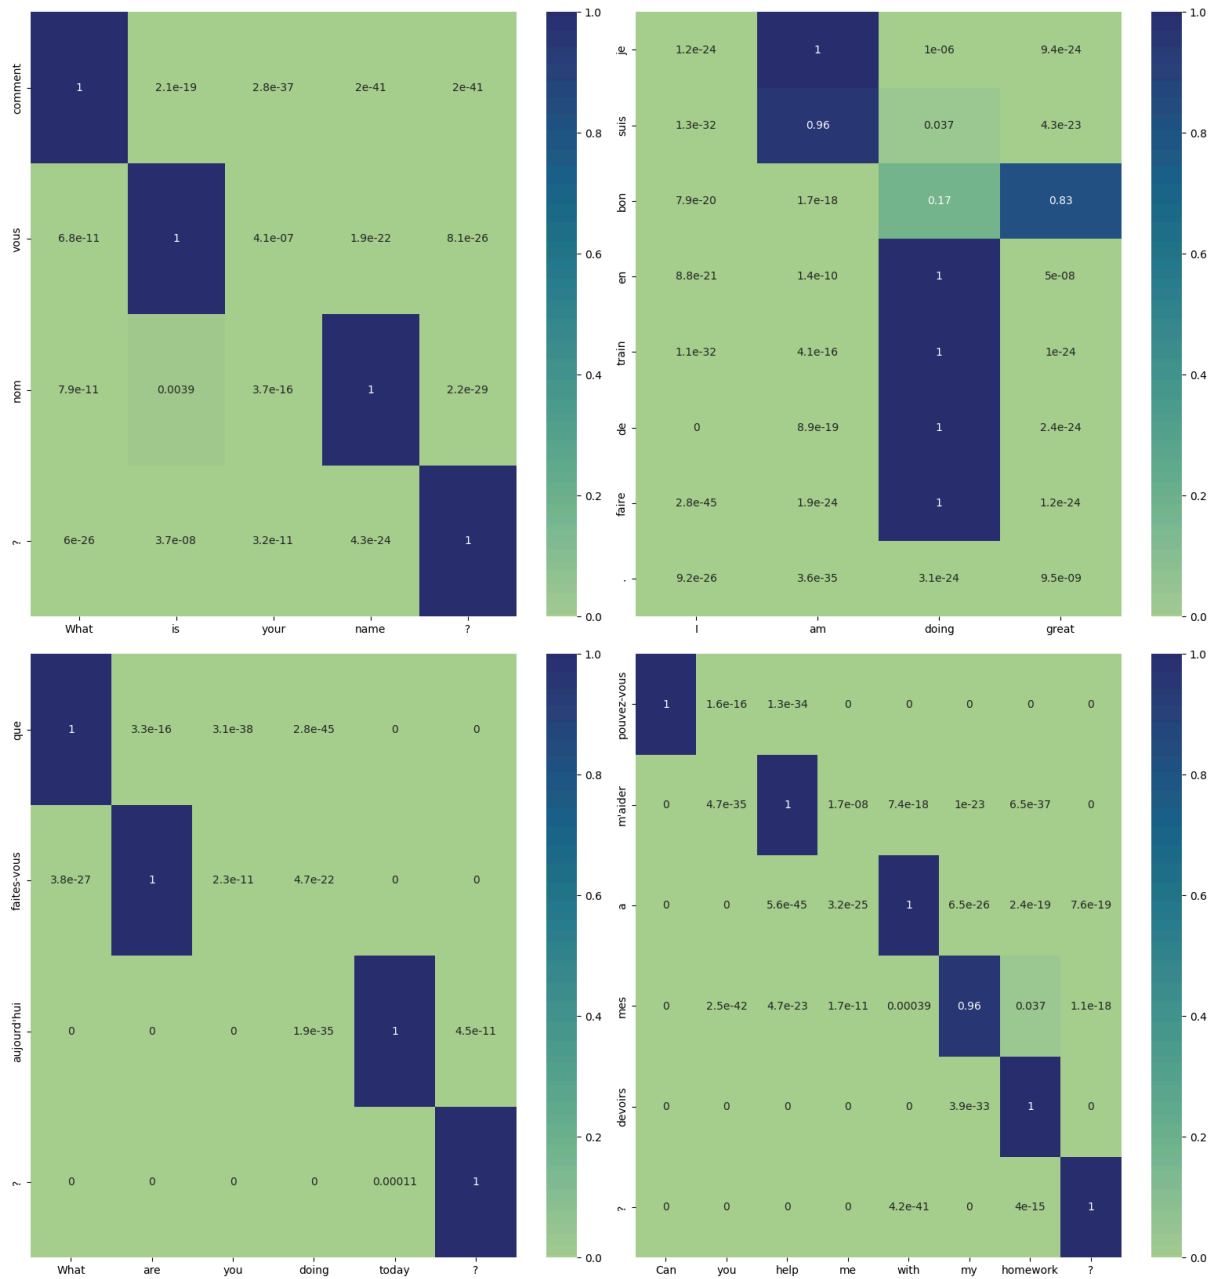 comment 1 2.1e-19 2.8e-37 2e-41 2e-41
vous 6.8e-11 1 4.1e-07 1.9e-22 8.1e-26
nom 7.9e-11 0.0039 3.7e-16 1 2.2e-29
? 6e-26 3.7e-08 3.2e-11 4.3e-24 1
What is your name ?
1.0
0.8
0.6
0.4
0.2
0.0
je 1.2e-24 1 1e-06 9.4e-24
suis 1.3e-32 0.96 0.037 4.3e-23
bon 7.9e-20 1.7e-18 0.17 0.83
en 8.8e-21 1.4e-10 1 5e-08
train 1.1e-32 4.1e-16 1 1e-24
de 0 8.9e-19 1 2.4e-24
faire 2.8e-45 1.9e-24 1 1.2e-24
. 9.2e-26 3.6e-35 3.1e-24 9.5e-09
I am doing great
1.0
0.8
0.6
0.4
0.2
0.0
que 1 3.3e-16 3.1e-38 2.8e-45 0 0
faites-vous 3.8e-27 1 2.3e-11 4.7e-22 0 0
aujourd'hui 0 0 0 1.9e-35 1 4.5e-11
? 0 0 0 0 0.00011 1
What are you doing today ?
1.0
0.8
0.6
0.4
0.2
0.0
pouvez-vous 1 1.6e-16 1.3e-34 0 0 0 0 0
m'aider 0 4.7e-35 1 1.7e-08 7.4e-18 1e-23 6.5e-37 0
a 0 0 5.6e-45 3.2e-25 1 6.5e-26 2.4e-19 7.6e-19
mes 0 2.5e-42 4.7e-23 1.7e-11 0.00039 0.96 0.037 1.1e-18
devoirs 0 0 0 0 0 3.9e-33 1 0
? 0 0 0 0 4.2e-41 0 4e-15 1
Can you help me with my homework ?
1.0
0.8
0.6
0.4
0.2
0.0